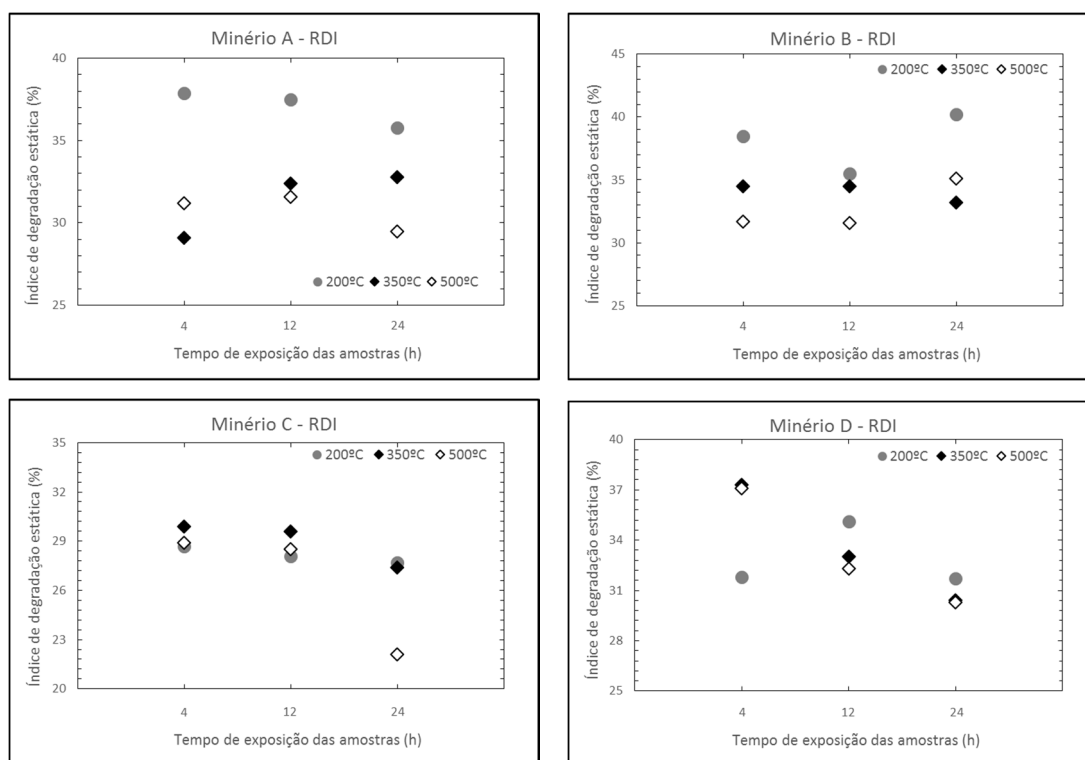 Minério A - RDI
Índice de degradação estática (%)
40
35
30
25
200ºC 350ºC 500ºC
4 12 24
Tempo de exposição das amostras (h)
Minério B - RDI
200ºC 350ºC 500ºC
Índice de degradação estática (%)
45
40
35
30
25
4 12 24
Tempo de exposição das amostras (h)
Minério C - RDI
200ºC 350ºC 500ºC
Índice de degradação estática (%)
35
32
29
26
23
20
4 12 24
Tempo de exposição das amostras (h)
Minério D - RDI
200ºC 350ºC 500ºC
Índice de degradação estática (%)
40
37
34
31
28
25
4 12 24
Tempo de exposição das amostras (h)